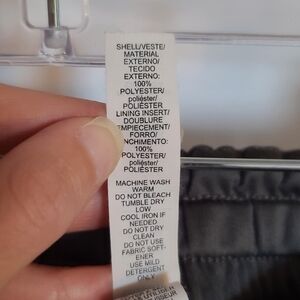 SHELL/VESTE/
MATERIAL
EXTERNO/
TECIDO
EXTERNO:
100%
POLYESTER/
poliéster/
POLIÉSTER
LINING INSERT/
DOUBLURE
EMPIECEMENT/
FORRO/
ENCHIMENTO:
100%
POLYESTER/
poliéster/
POLIÉSTER
MACHINE WASH
WARM
DO NOT BLEACH
TUMBLE DRY
LOW
COOL IRON IF
NEEDED
DO NOT DRY
CLEAN
DO NOT USE
FABRIC SOFT-
ENER
USE MILD
DETERGENT
ONLY